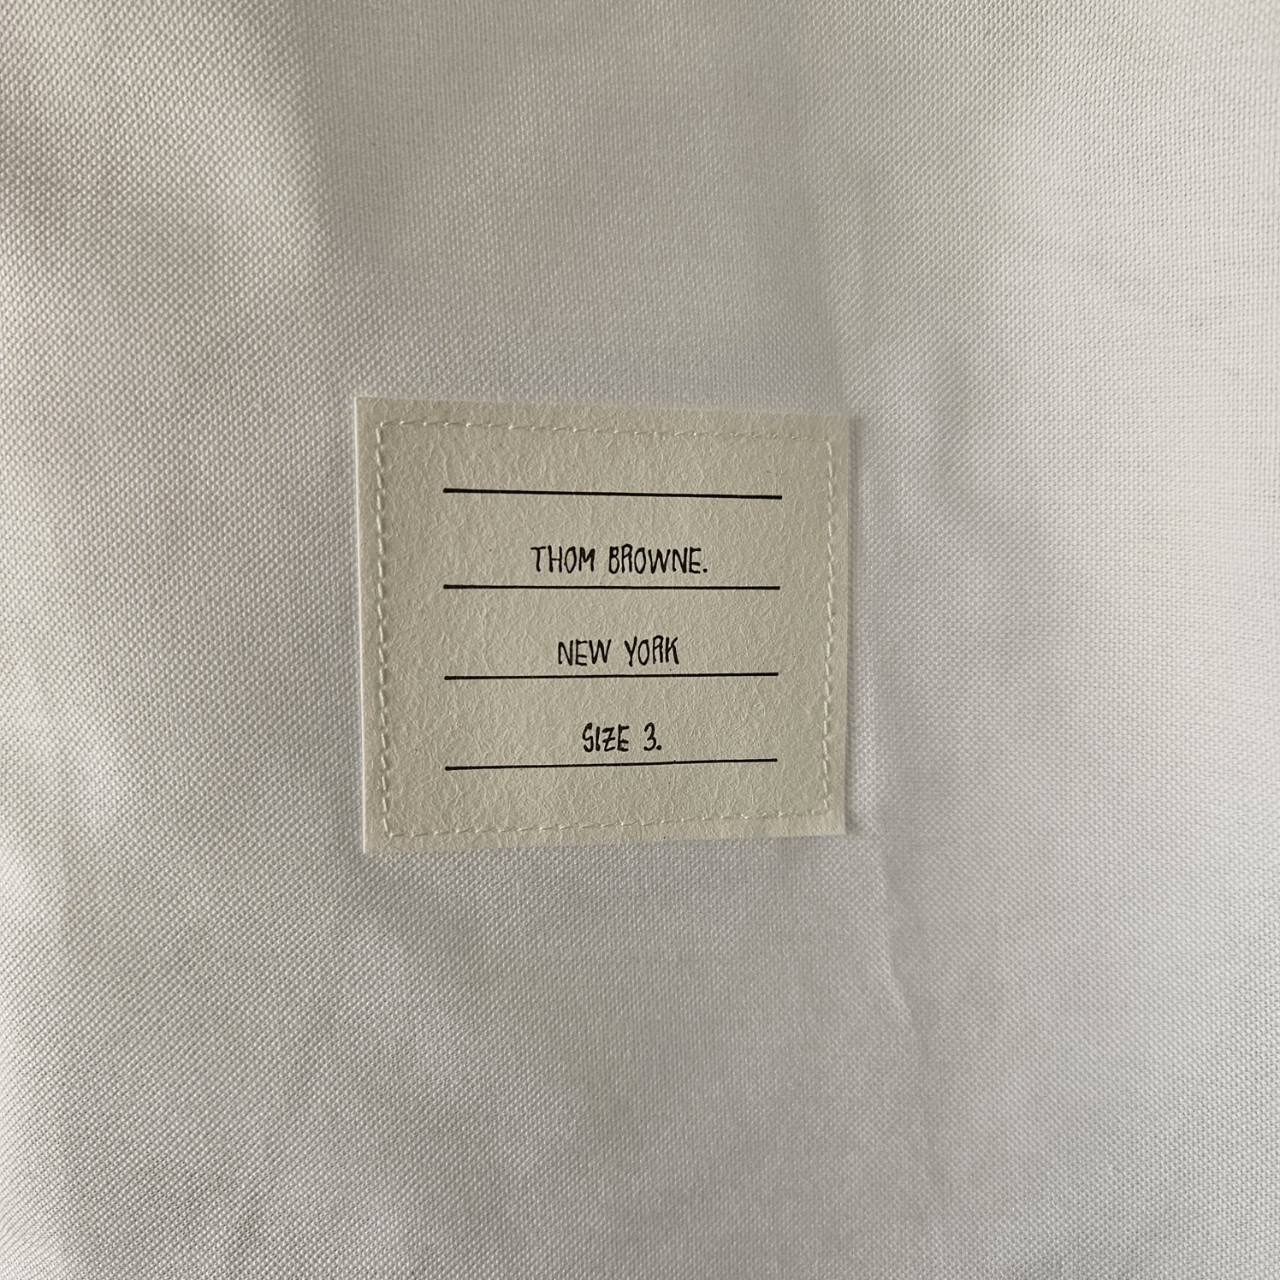 THOM BROWNE.
NEW YORK
SIZE 3.